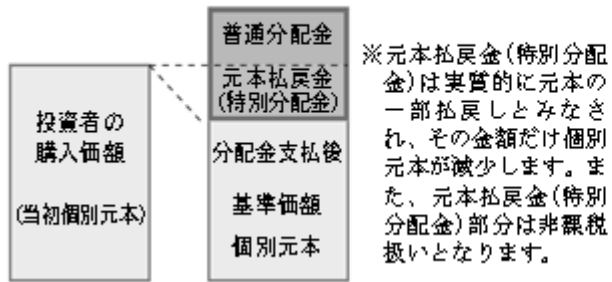 投資者の
購入価額
(当初個別元本)
普通分配金
元本払戻金
(特別分配金)
分配金支払後
基準価額
個別元本
※元本払戻金(特別分配
金)は実質的に元本の
一部払戻しとみなさ
れ、その金額だけ個別
元本が減少します。ま
た、元本払戻金(特別
分配金)部分は非課税
扱いとなります。